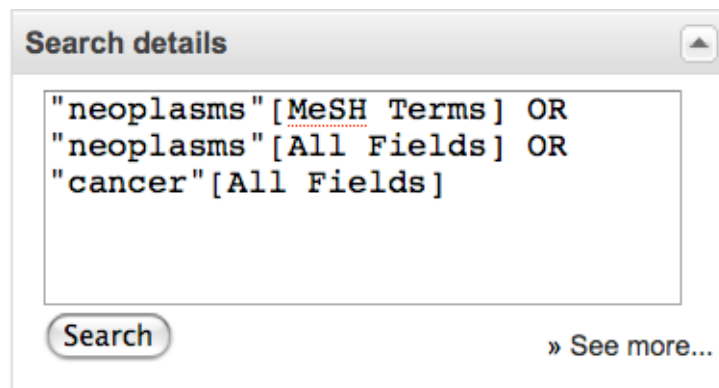 Search details
"neoplasms"[MeSH Terms] OR
"neoplasms"[All Fields] OR
"cancer"[All Fields]
Search
» See more...